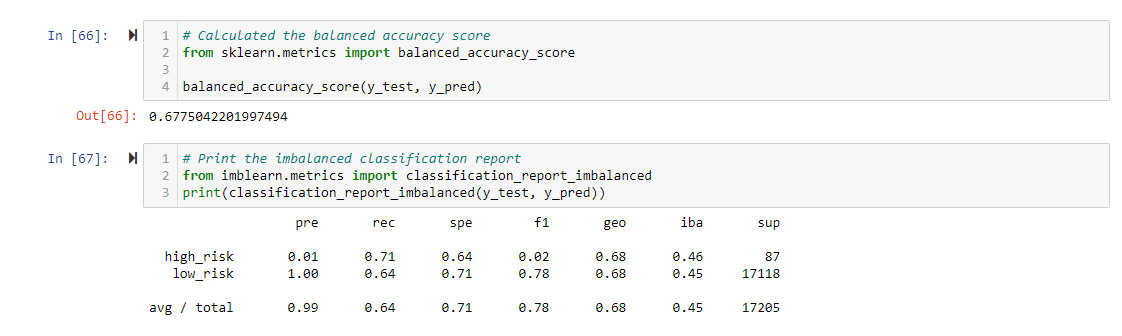 In [66]:
1 # Calculated the balanced accuracy score
2 from sklearn.metrics import balanced_accuracy_score
3
4 balanced_accuracy_score(y_test, y_pred)
Out[66]: 0.6775042201997494
In [67]:
1 # Print the imbalanced classification report
2 from imblearn.metrics import classification_report_imbalanced
3 print(classification_report_imbalanced(y_test, y_pred))
pre rec spe f1 geo iba sup
high_risk 0.01 0.71 0.64 0.02 0.68 0.46 87
low_risk 1.00 0.64 0.71 0.78 0.68 0.45 17118
avg / total 0.99 0.64 0.71 0.78 0.68 0.45 17205